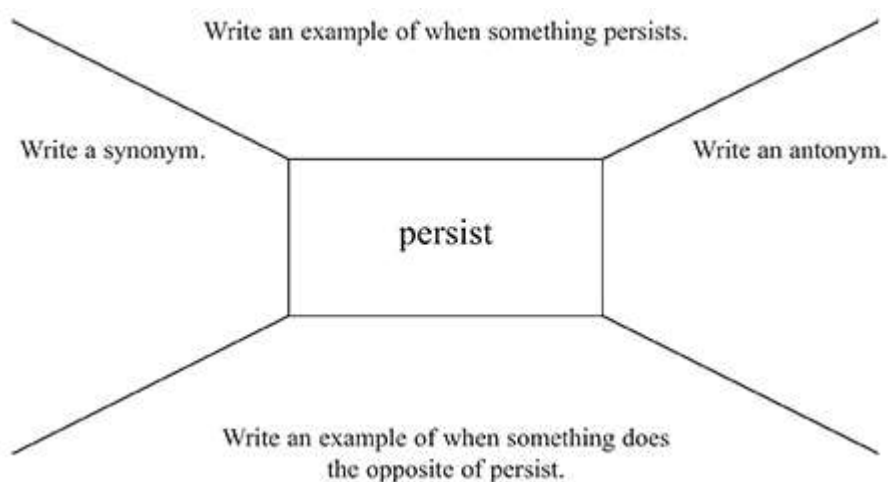 Write an example of when something persists.
Write a synonym.
Write an antonym.
persist
Write an example of when something does
the opposite of persist.